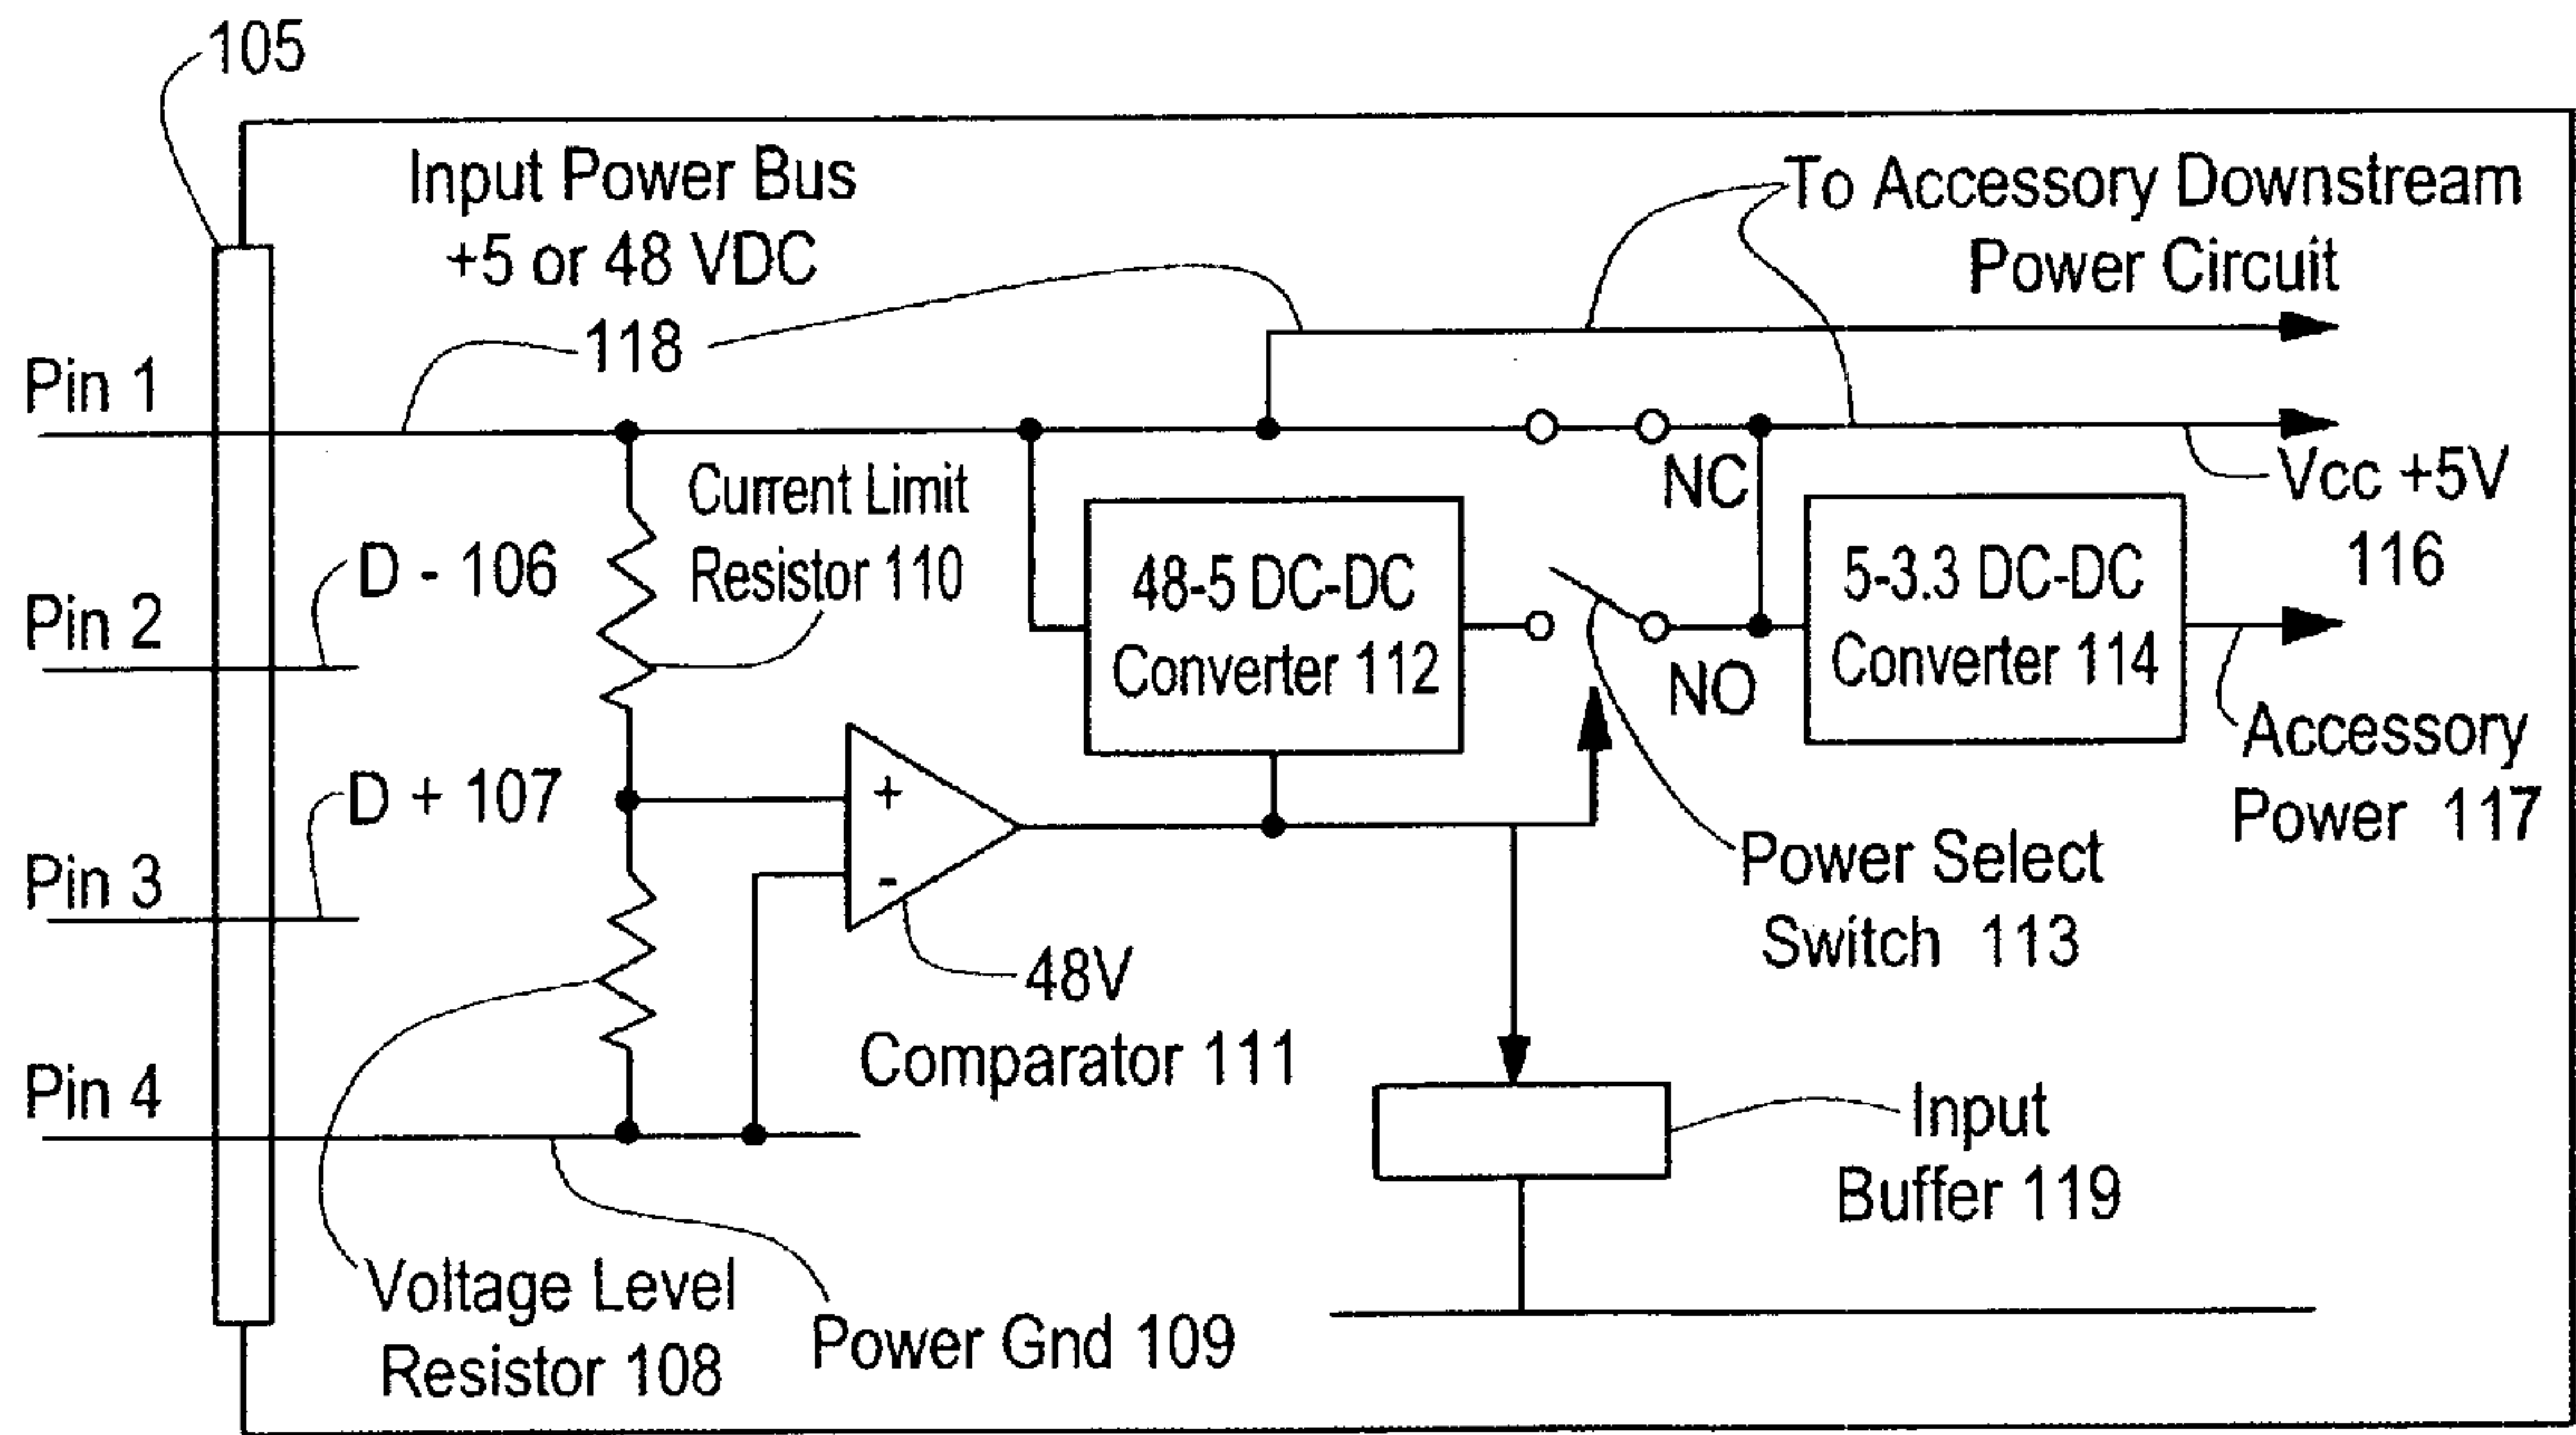 105
Input Power Bus
+5 or 48 VDC
118
To Accessory Downstream
Power Circuit
Pin 1
Current Limit
Resistor 110
NC
Vcc +5V
116
D - 106
Pin 2
48-5 DC-DC
Converter 112
NO
5-3.3 DC-DC
Converter 114
Accessory
Power 117
D + 107
Pin 3
+
-
48V
Comparator 111
Power Select
Switch 113
Pin 4
Input
Buffer 119
Voltage Level
Resistor 108
Power Gnd 109